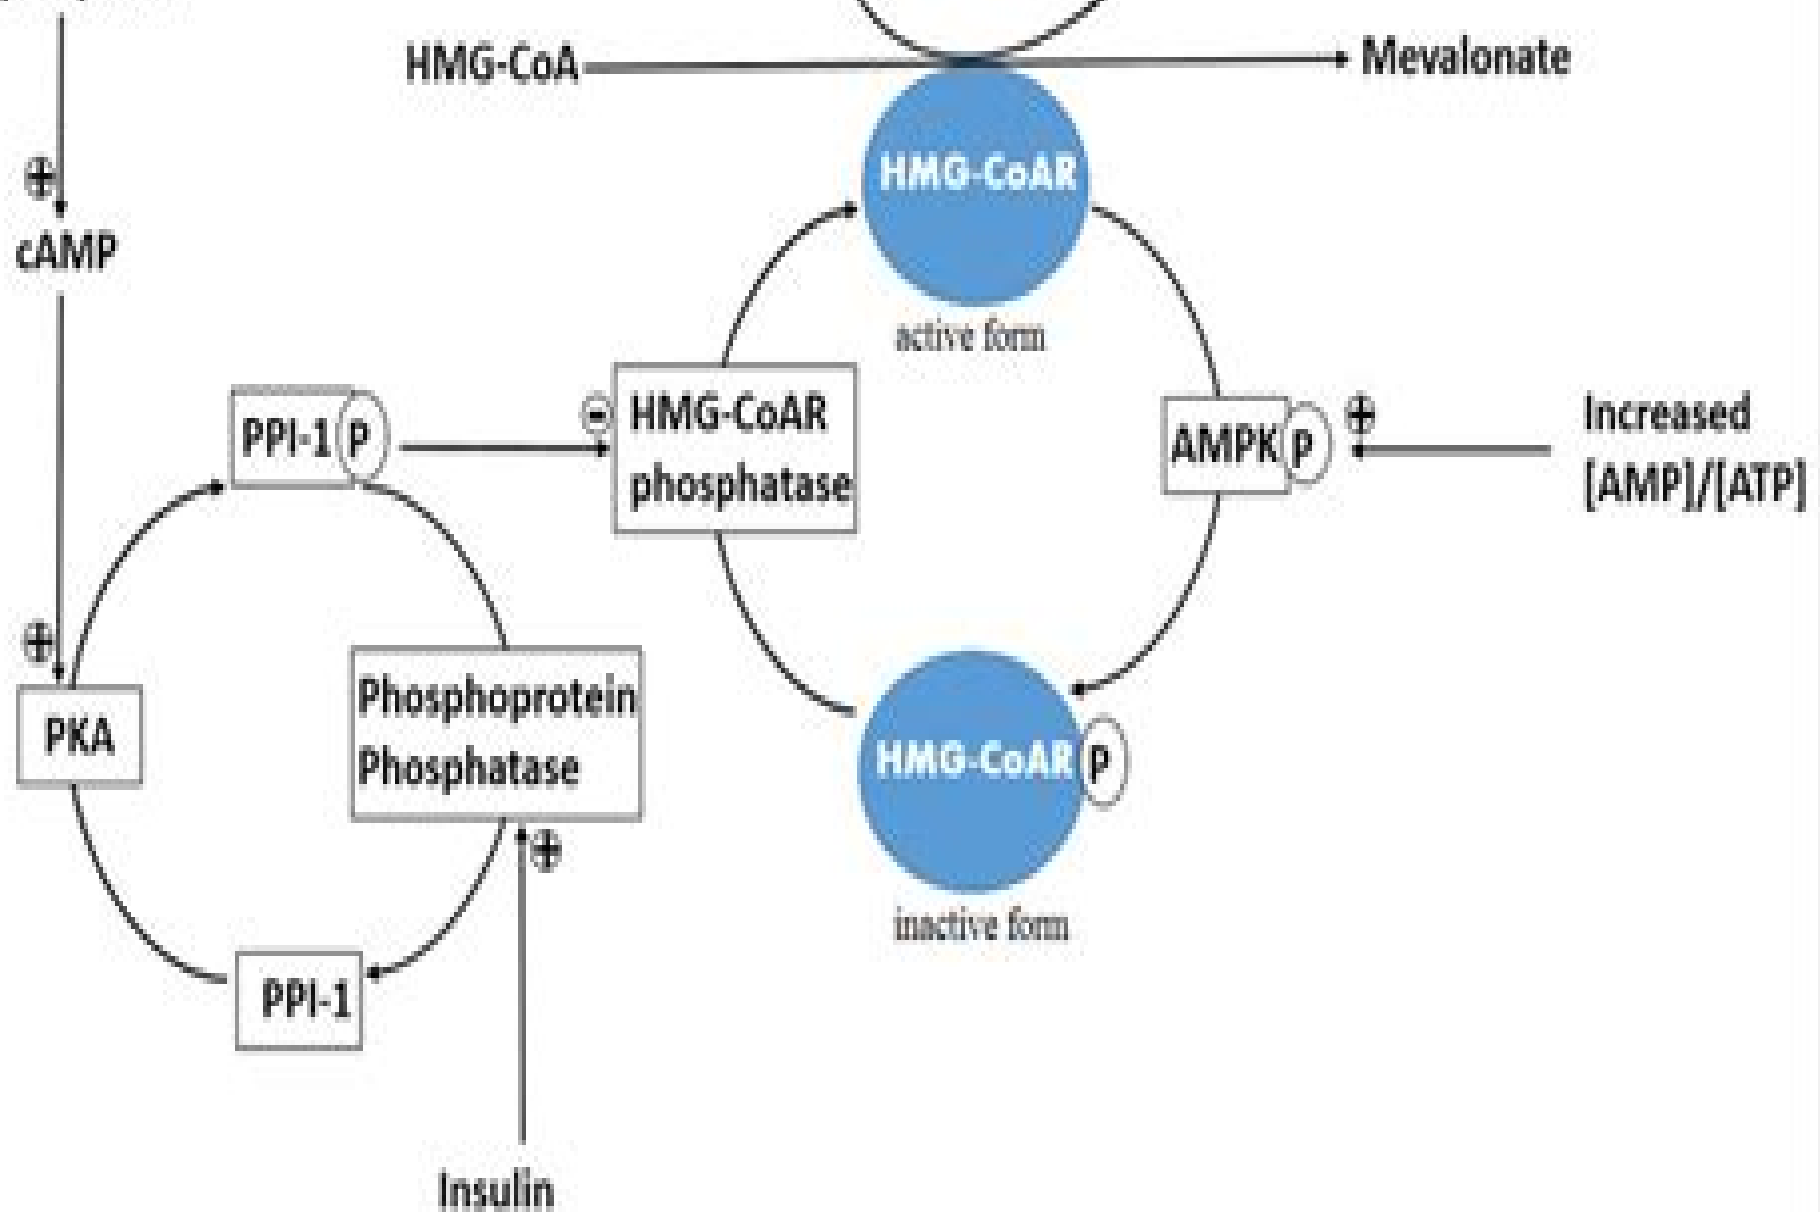 HMG-CoA
Mevalonate
HMG-CoAR
active form
cAMP
PPI-1 P
HMG-CoAR
phosphatase
AMPK P
Increased
[AMP]/[ATP]
PKA
Phosphoprotein
Phosphatase
HMG-CoAR P
inactive form
PPI-1
Insulin